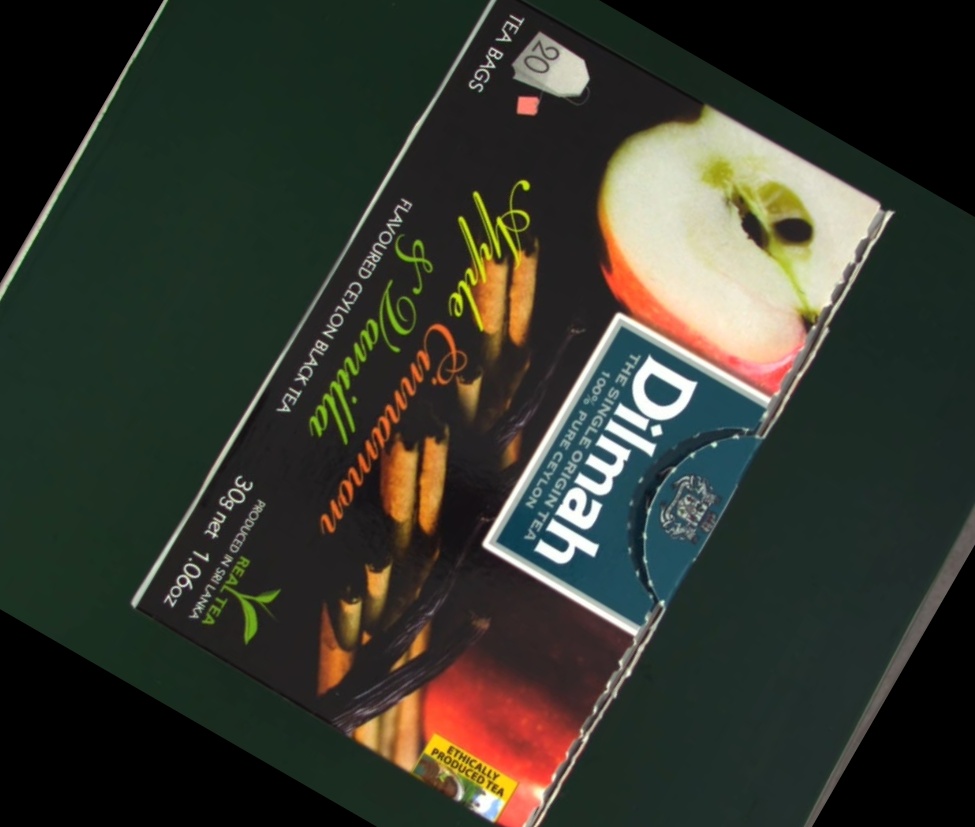 Dilmah
THE SINGLE ORIGIN TEA
100% PURE CEYLON
Apple Cinnamon
& Vanilla
FLAVOURED CEYLON BLACK TEA
20
TEA BAGS
REAL TEA
PRODUCED IN SRI LANKA
30g net 1.06oz
ETHICALLY
PRODUCED TEA